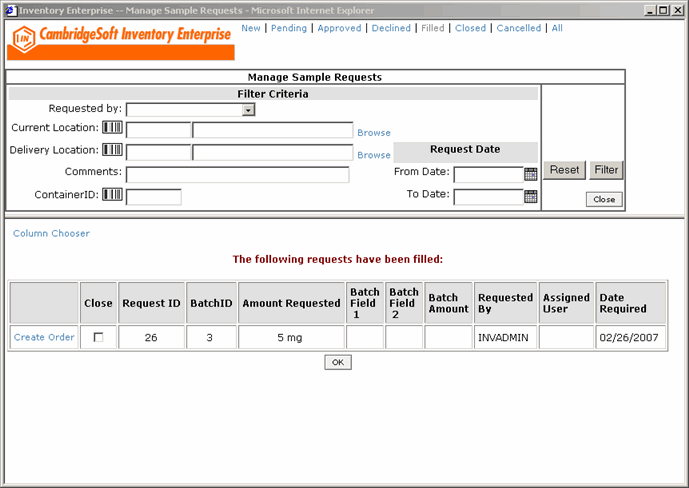 Inventory Enterprise -- Manage Sample Requests - Microsoft Internet Explorer
CambridgeSoft Inventory Enterprise
New | Pending | Approved | Declined | Filled | Closed | Cancelled | All
Manage Sample Requests
Filter Criteria
Requested by:
Current Location: Browse
Delivery Location: Browse
Request Date
Comments:
From Date:
Reset Filter
ContainerID:
To Date:
Close
Column Chooser
The following requests have been filled:
Close Request ID BatchID Amount Requested Batch Field 1 Batch Field 2 Batch Amount Requested By Assigned User Date Required
Create Order 26 3 5 mg INVADMIN 02/26/2007
OK